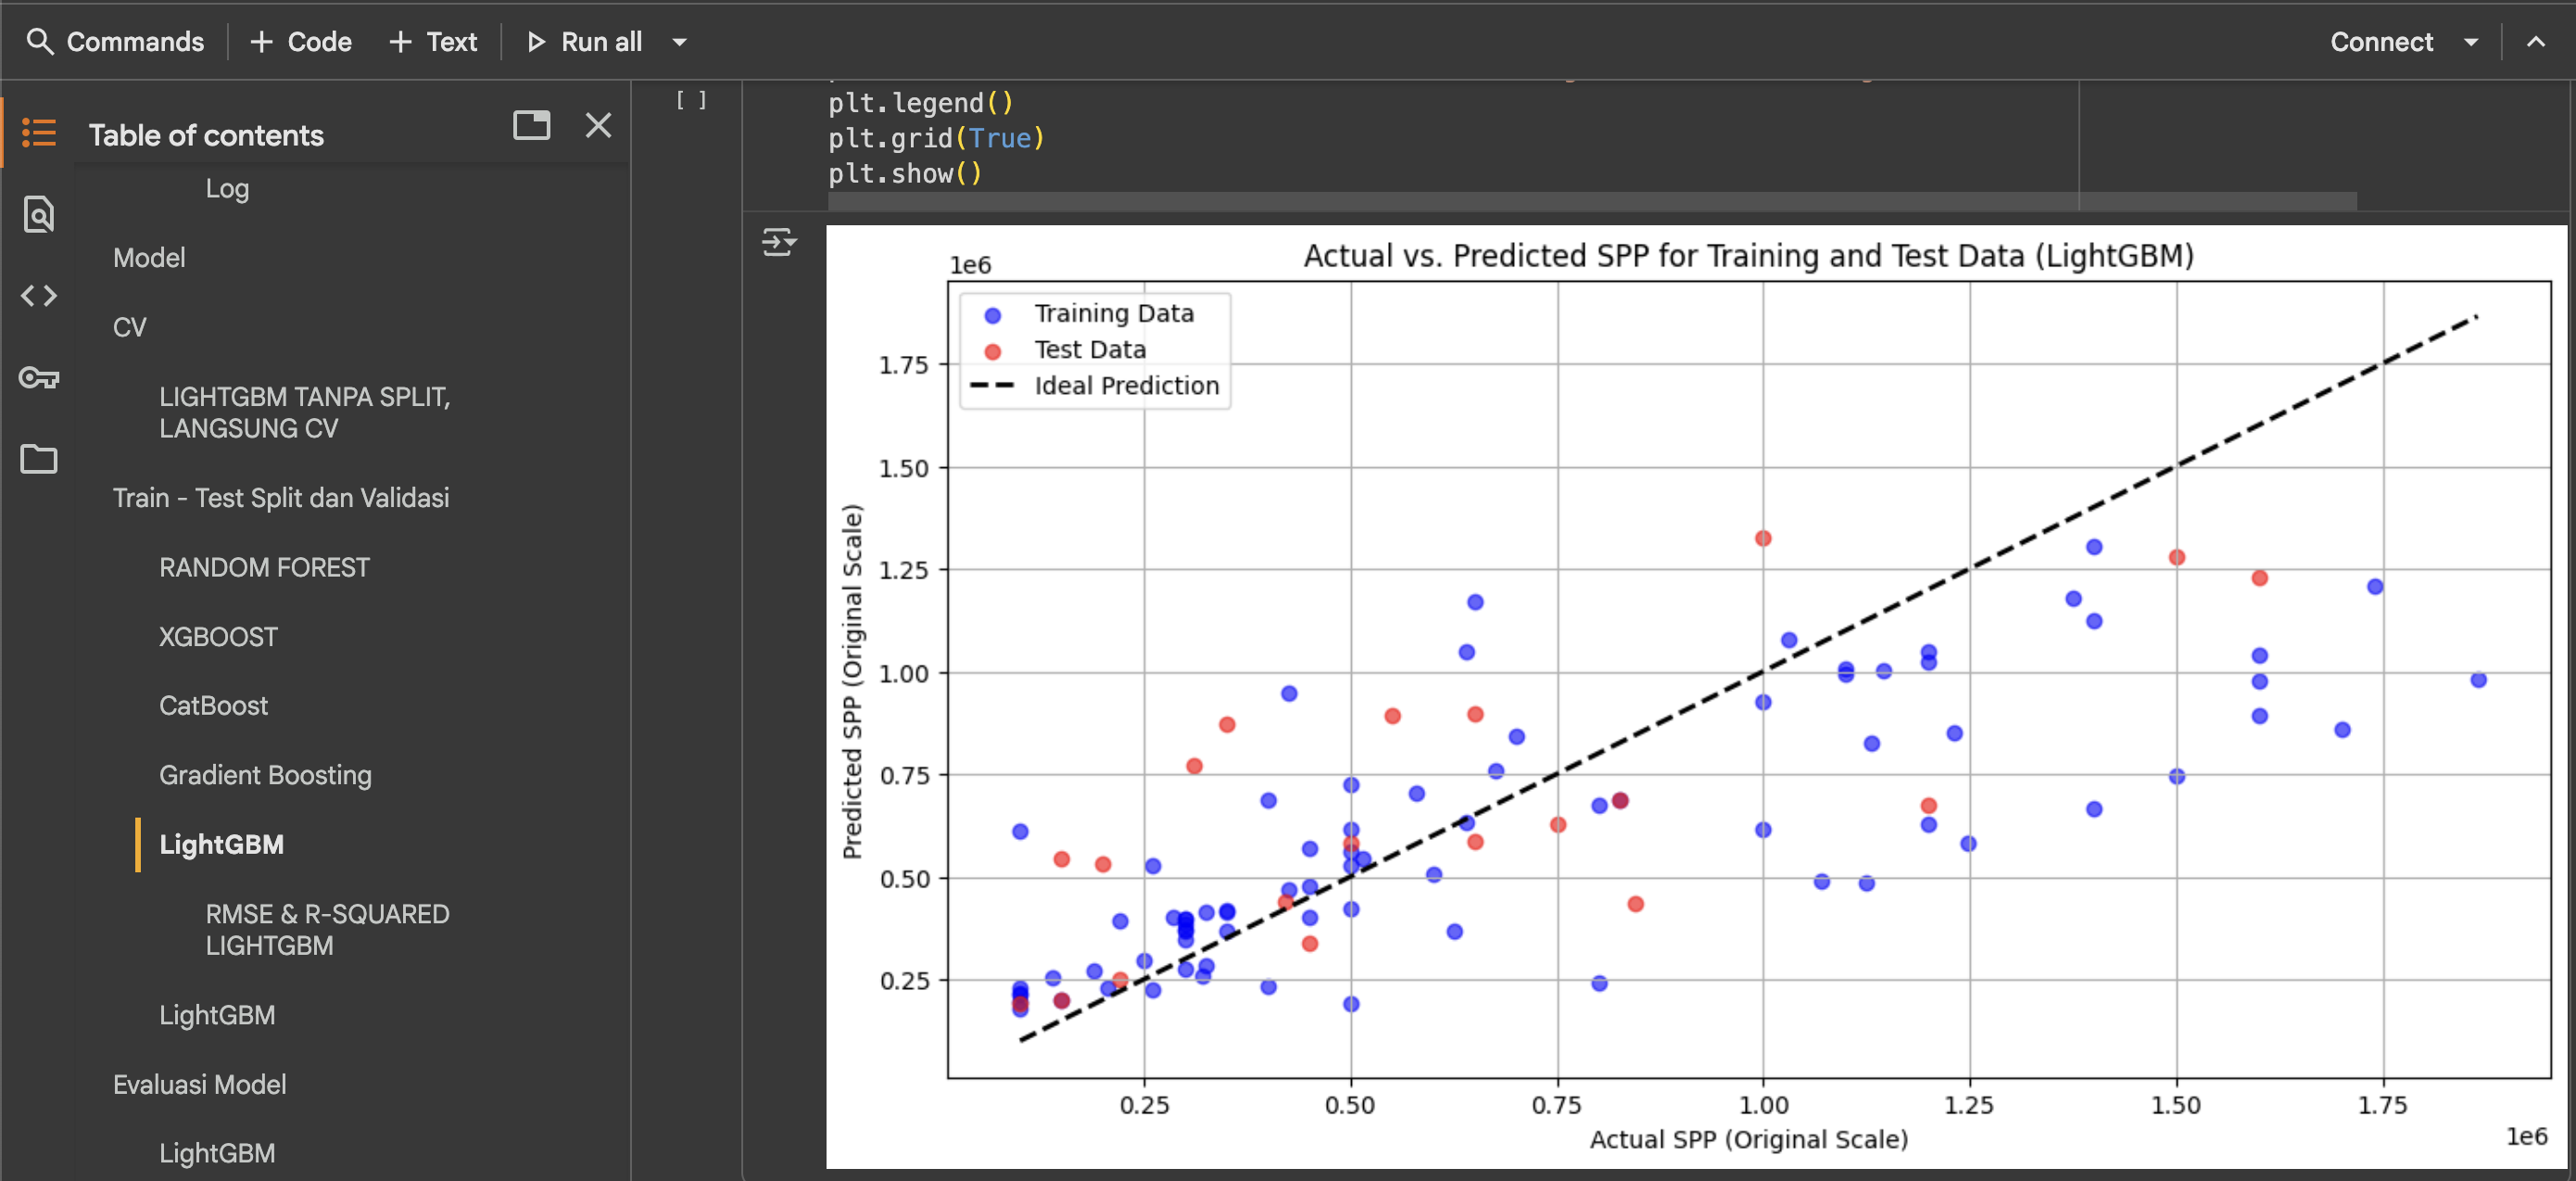 Commands
+ Code
+ Text
Run all
Connect
Table of contents
Log
Model
CV
LIGHTGBM TANPA SPLIT,
LANGSUNG CV
Train - Test Split dan Validasi
RANDOM FOREST
XGBOOST
CatBoost
Gradient Boosting
LightGBM
RMSE & R-SQUARED
LIGHTGBM
LightGBM
Evaluasi Model
LightGBM
[ ]
plt.legend()
plt.grid(True)
plt.show()
Actual vs. Predicted SPP for Training and Test Data (LightGBM)
1e6
Training Data
Test Data
Ideal Prediction
Predicted SPP (Original Scale)
1.75
1.50
1.25
1.00
0.75
0.50
0.25
0.25 0.50 0.75 1.00 1.25 1.50 1.75
Actual SPP (Original Scale)
1e6